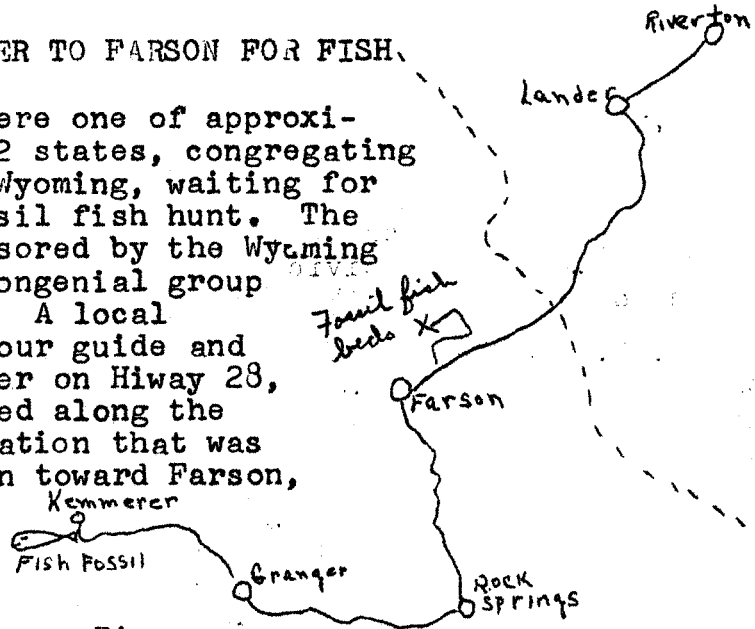 ER TO FARSON FOR FISH
ere one of approxi-
2 states, congregating
Wyoming, waiting for
sil fish hunt. The
sored by the Wyoming
ongenial group
A local
our guide and
er on Hiway 28,
ed along the
ation that was
n toward Farson,
Riverton
Lander
Fossil fish
beds X
Farson
Kemmerer
Fish Fossil
Granger
Rock
Springs